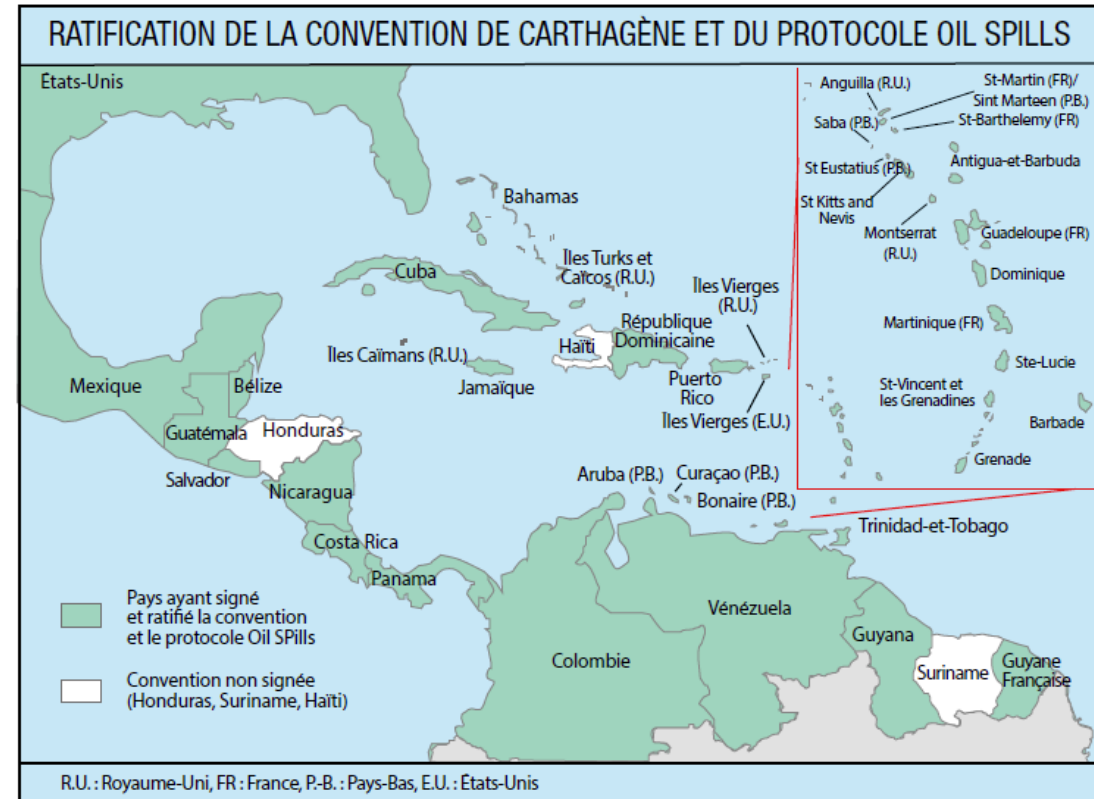 RATIFICATION DE LA CONVENTION DE CARTHAGÈNE ET DU PROTOCOLE OIL SPILLS
États-Unis
Bahamas
Cuba
Îles Turks et
Caïcos (R.U.)
Îles Vierges
(R.U.)
Îles Caïmans (R.U.)
Jamaïque
Haïti
République
Dominicaine
Puerto
Rico
Îles Vierges (E.U.)
Mexique
Bélize
Guatémala
Honduras
Salvador
Nicaragua
Costa Rica
Panama
Aruba (P.B.)
Curaçao (P.B.)
Bonaire (P.B.)
Trinidad-et-Tobago
Vénézuela
Colombie
Guyana
Suriname
Guyane
Française
Anguilla (R.U.)
St-Martin (FR)/
Sint Marteen (P.B.)
Saba (P.B.)
St-Barthelemy (FR)
St Eustatius (P.B.)
Antigua-et-Barbuda
St Kitts and
Nevis
Montserrat
(R.U.)
Guadeloupe (FR)
Dominique
Martinique (FR)
Ste-Lucie
St-Vincent et
les Grenadines
Barbade
Grenade
Pays ayant signé
et ratifié la convention
et le protocole Oil SPills
Convention non signée
(Honduras, Suriname, Haïti)
R.U. : Royaume-Uni, FR : France, P.-B. : Pays-Bas, E.U. : États-Unis